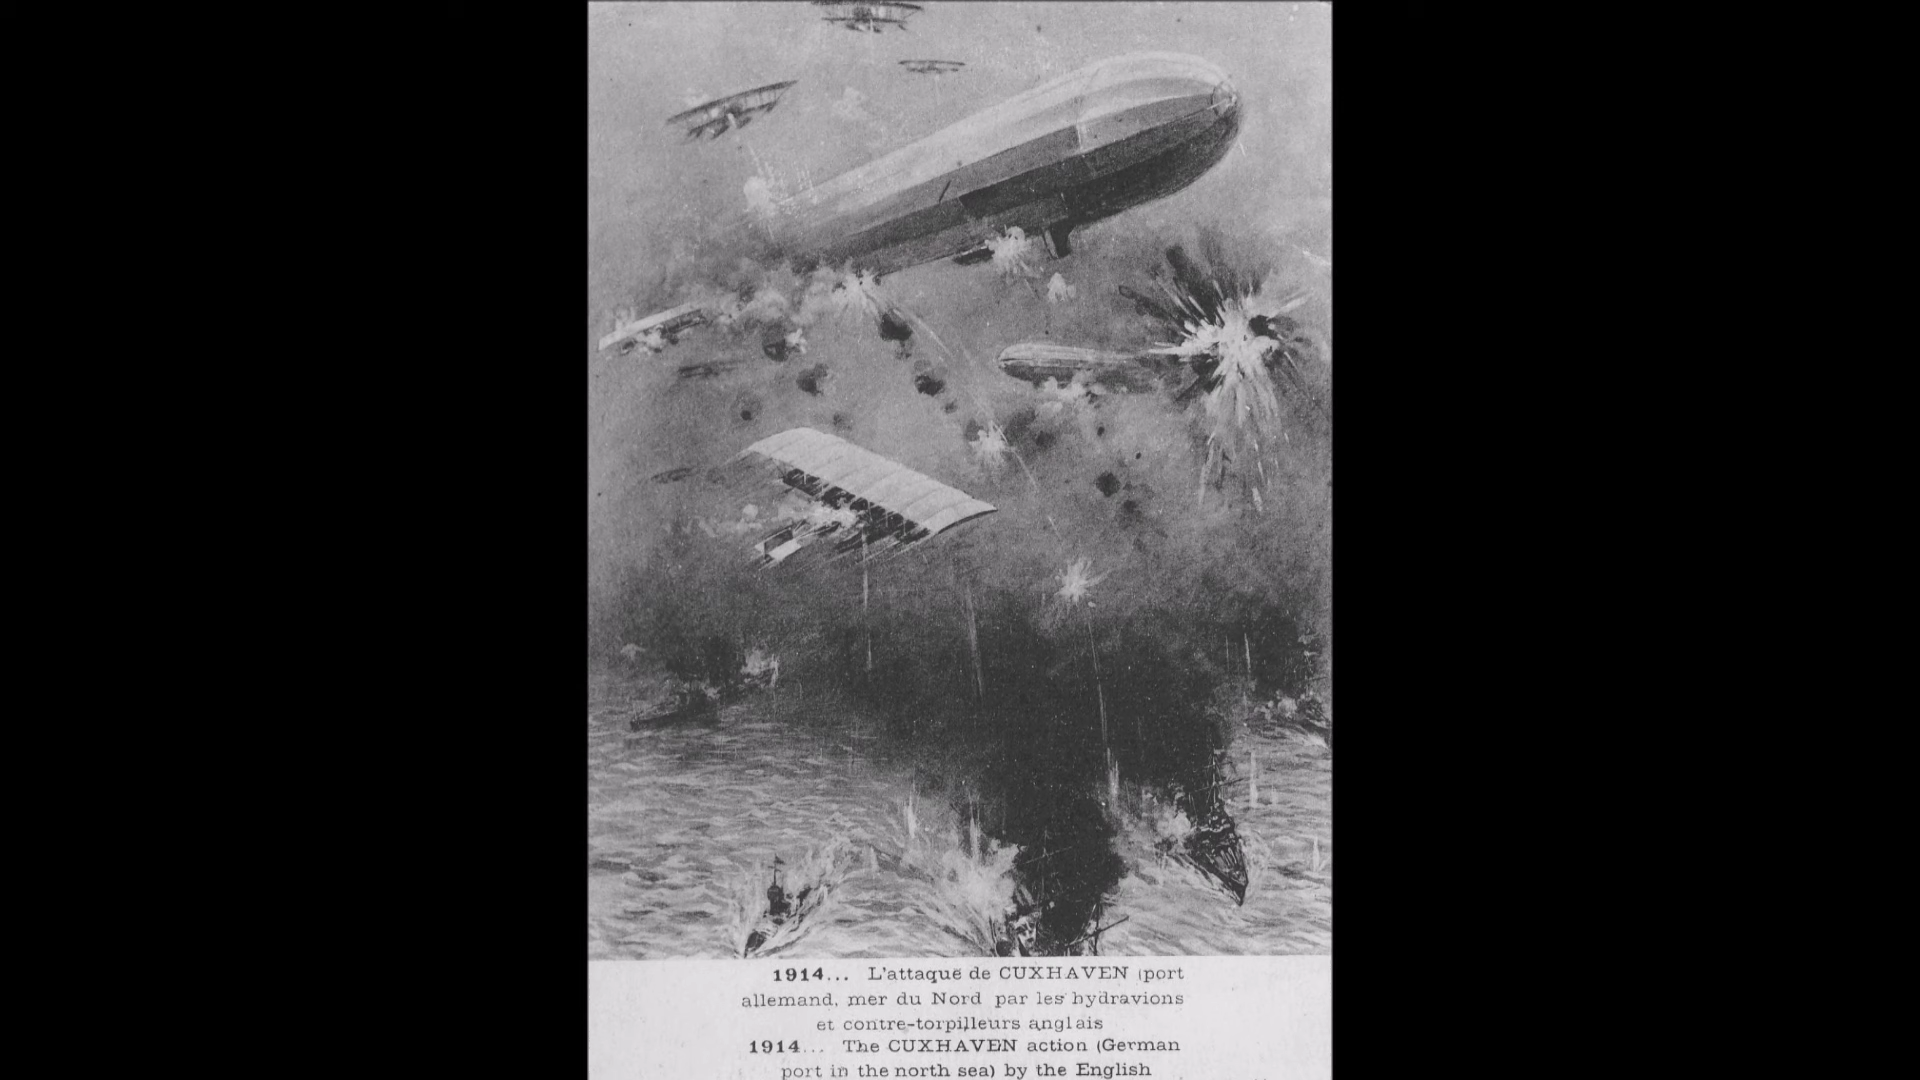 1914... L'attaque de CUXHAVEN (port
allemand, mer du Nord par les hydravions
et contre-torpilleurs anglais
1914... The CUXHAVEN action (German
port in the north sea) by the English